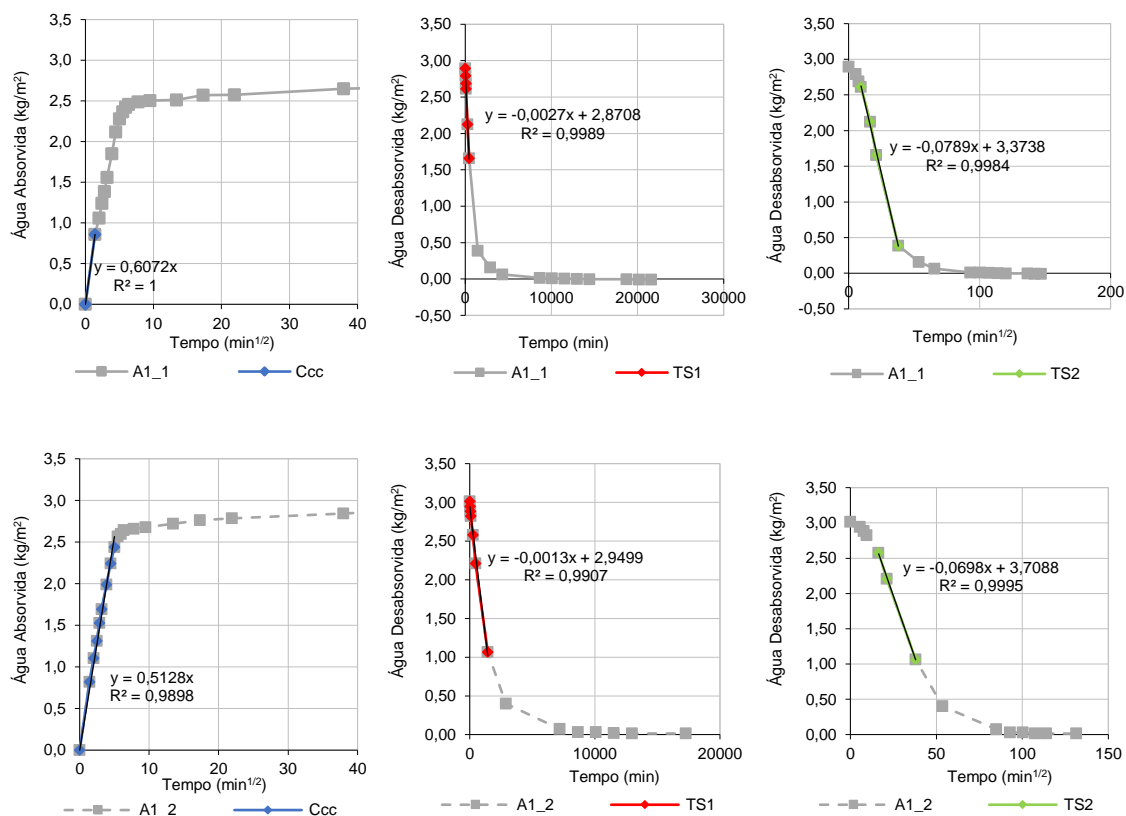 Água Absorvida (kg/m²)
3,5
3,0
2,5
2,0
1,5
1,0
0,5
0,0
y = 0,6072x
R² = 1
0 10 20 30 40
Tempo (min1/2)
A1_1 Ccc
Água Desabsorvida (kg/m²)
3,50
3,00
2,50
2,00
1,50
1,00
0,50
0,00
-0,50
y = -0,0027x + 2,8708
R² = 0,9989
0 10000 20000 30000
Tempo (min)
A1_1 TS1
Água Desabsorvida (kg/m²)
3,50
3,00
2,50
2,00
1,50
1,00
0,50
0,00
-0,50
y = -0,0789x + 3,3738
R² = 0,9984
0 100 200
Tempo (min1/2)
A1_1 TS2
Água Absorvida (kg/m²)
3,5
3,0
2,5
2,0
1,5
1,0
0,5
0,0
y = 0,5128x
R² = 0,9898
0 10 20 30 40
Tempo (min1/2)
A1_2 Ccc
Água Desabsorvida (kg/m²)
3,50
3,00
2,50
2,00
1,50
1,00
0,50
0,00
y = -0,0013x + 2,9499
R² = 0,9907
0 10000 20000
Tempo (min)
A1_2 TS1
Água Desabsorvida (kg/m²)
3,50
3,00
2,50
2,00
1,50
1,00
0,50
0,00
y = -0,0698x + 3,7088
R² = 0,9995
0 50 100 150
Tempo (min1/2)
A1_2 TS2